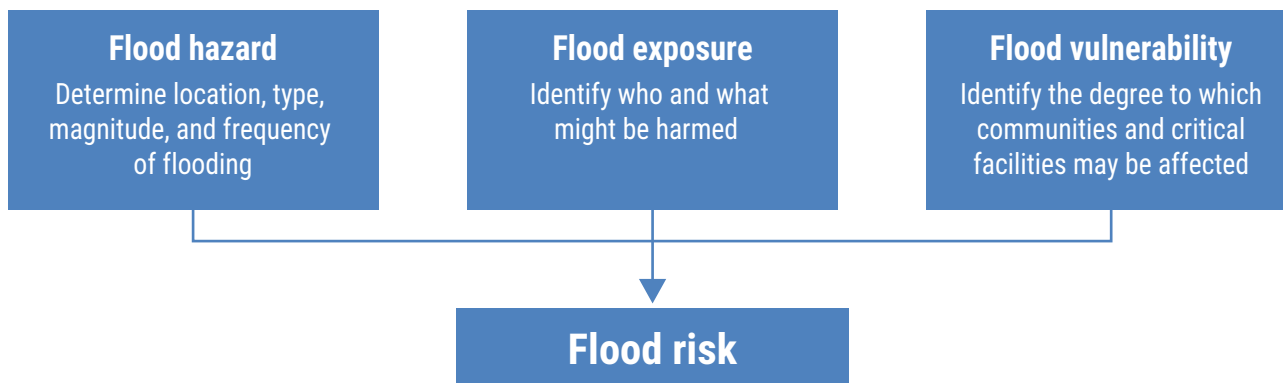 Flood hazard
Determine location, type,
magnitude, and frequency
of flooding
Flood exposure
Identify who and what
might be harmed
Flood vulnerability
Identify the degree to which
communities and critical
facilities may be affected
Flood risk